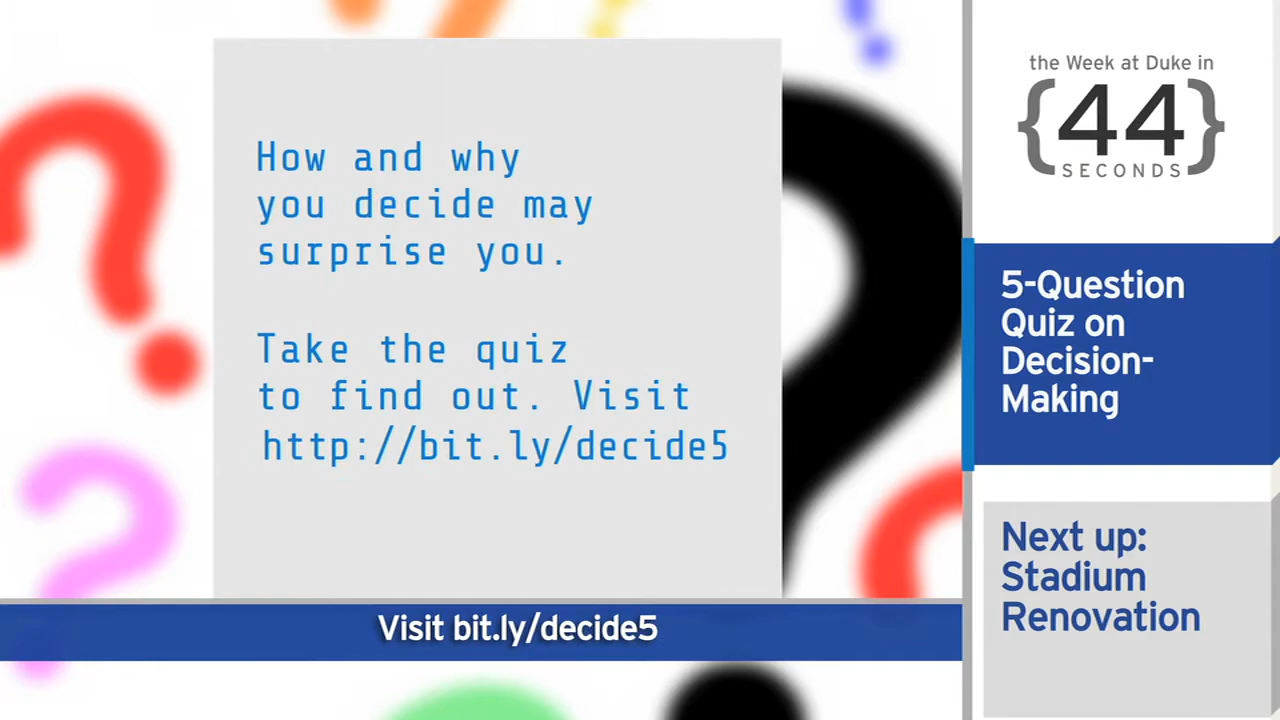 How and why
you decide may
surprise you.
Take the quiz
to find out. Visit
http://bit.ly/decide5
Visit bit.ly/decide5
the Week at Duke in
{44}
SECONDS
5-Question
Quiz on
Decision-
Making
Next up:
Stadium
Renovation